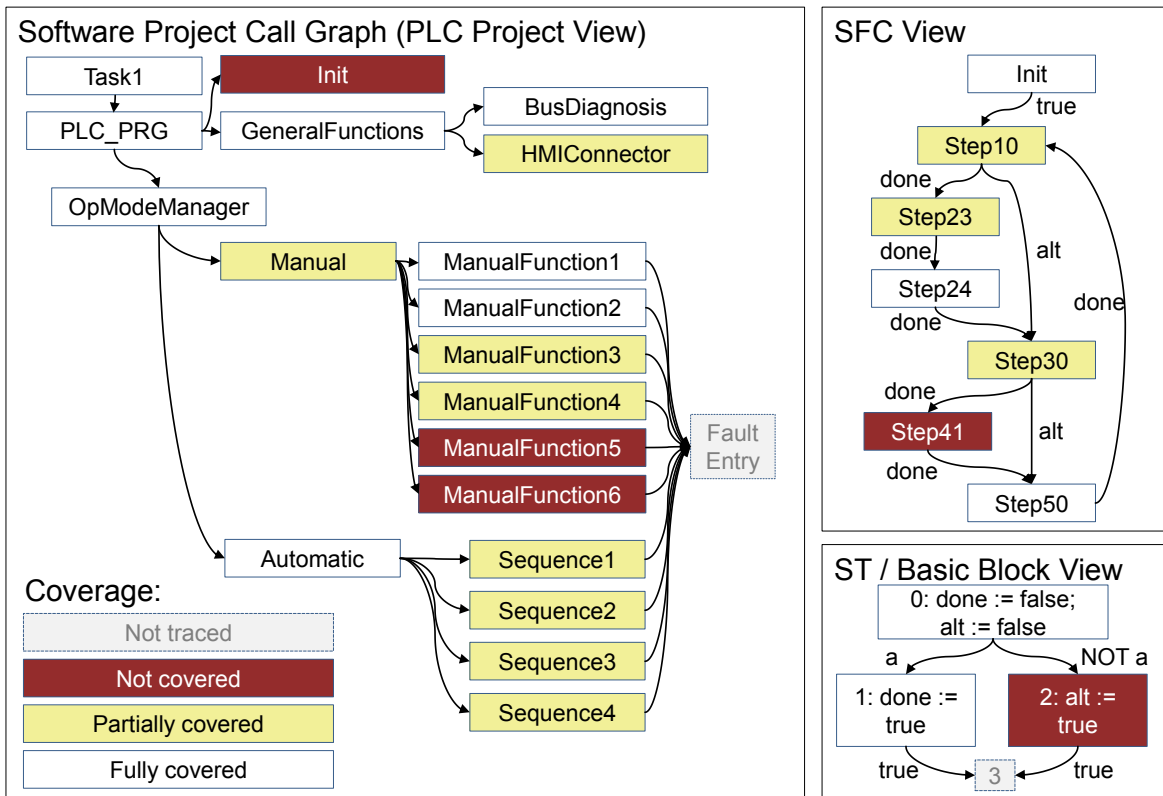 Software Project Call Graph (PLC Project View)
Task1
Init
PLC_PRG
GeneralFunctions
BusDiagnosis
HMIConnector
OpModeManager
Manual
ManualFunction1
ManualFunction2
ManualFunction3
ManualFunction4
ManualFunction5
ManualFunction6
Fault
Entry
Automatic
Sequence1
Sequence2
Sequence3
Sequence4
Coverage:
Not traced
Not covered
Partially covered
Fully covered
SFC View
Init
true
Step10
done
Step23
done
alt
Step24
done
done
Step30
done
Step41
alt
done
Step50
ST / Basic Block View
0: done := false;
alt := false
a
NOT a
1: done :=
true
2: alt :=
true
true
3
true